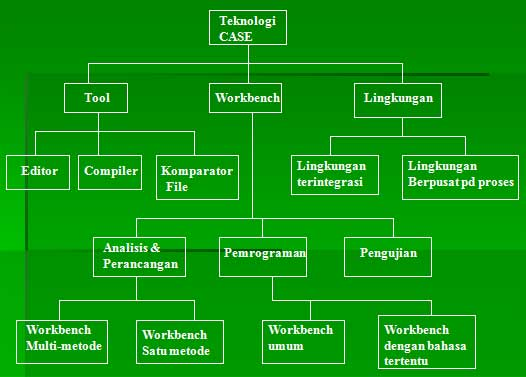 Teknologi
CASE
Tool
Workbench
Lingkungan
Editor
Compiler
Komparator
File
Lingkungan
terintegrasi
Lingkungan
Berpusat pd proses
Analisis &
Perancangan
Pemrograman
Pengujian
Workbench
Multi-metode
Workbench
Satu metode
Workbench
umum
Workbench
dengan bahasa
tertentu